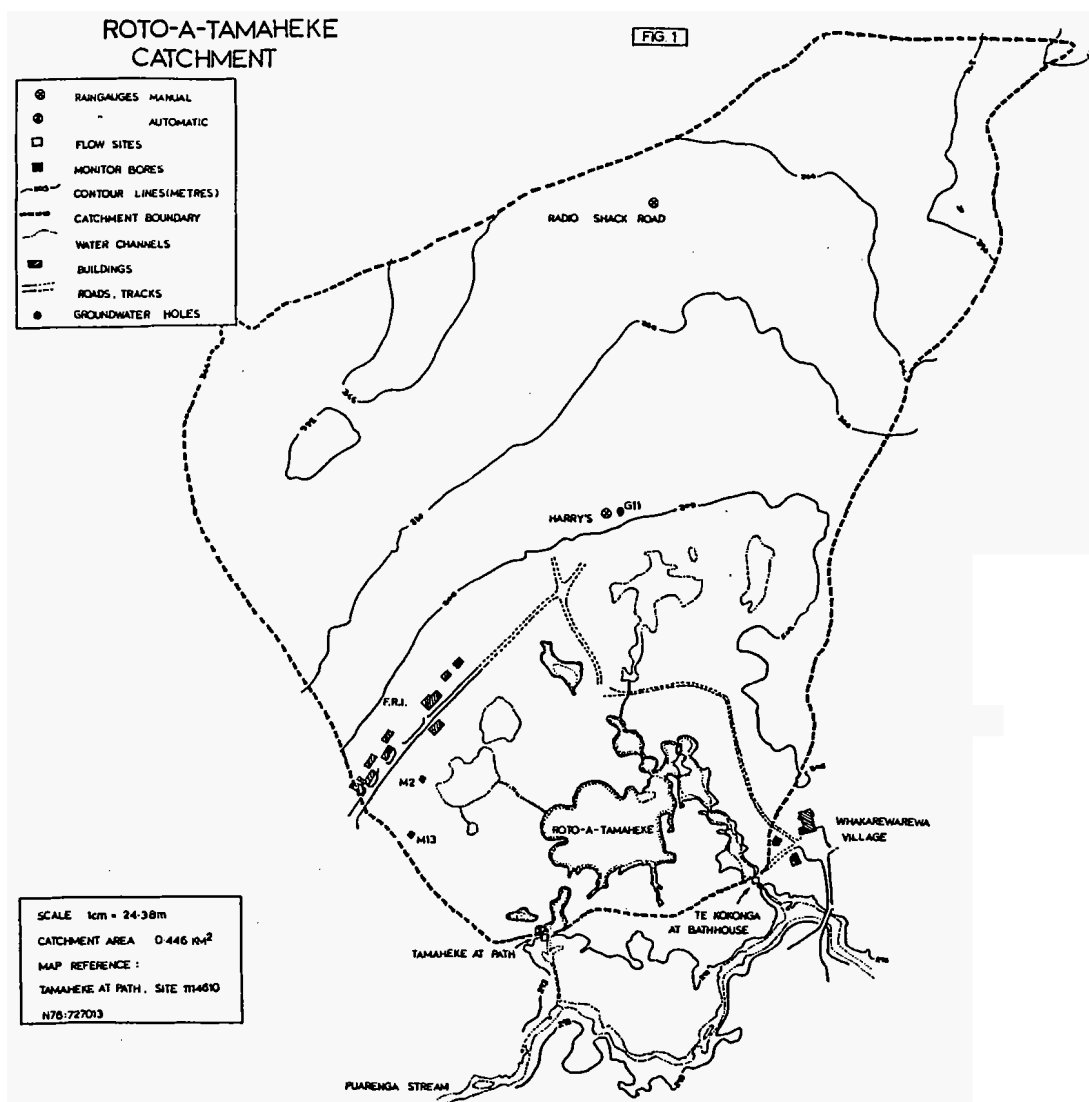 ROTO-A-TAMAHEKE
CATCHMENT
FIG. 1
RAINGAUGES MANUAL
" AUTOMATIC
FLOW SITES
MONITOR BORES
CONTOUR LINES(METRES)
CATCHMENT BOUNDARY
WATER CHANNELS
BUILDINGS
ROADS, TRACKS
GROUNDWATER HOLES
RADIO SHACK ROAD
HARRY'S
G11
F.R.I.
M2
M13
ROTO-A-TAMAHEKE
WHAKAREWAREWA
VILLAGE
TE KOKONGA
AT BATHHOUSE
TAMAHEKE AT PATH
PUARENGA STREAM
SCALE 1cm = 24·38m
CATCHMENT AREA 0·446 KM²
MAP REFERENCE :
TAMAHEKE AT PATH, SITE 1114610
N76:727013